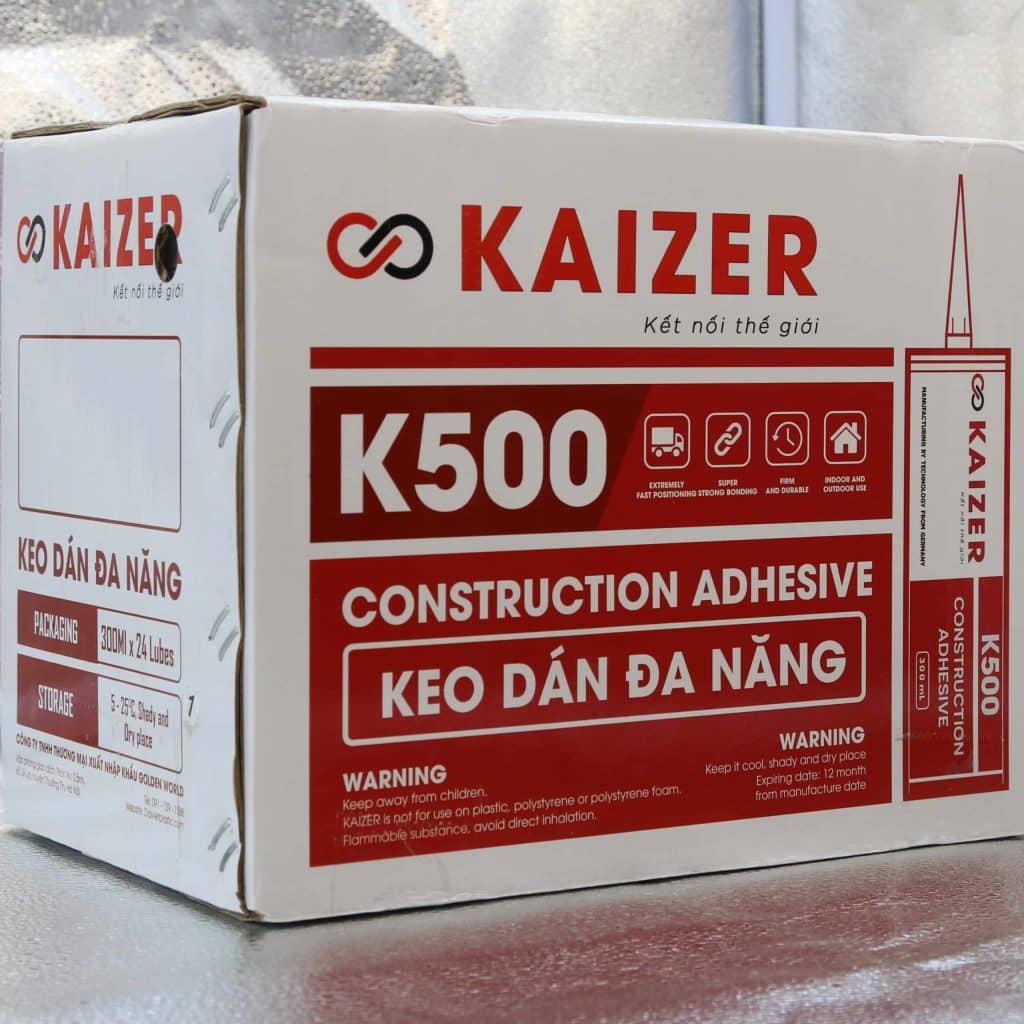 KAIZER
Kết nối thế giới
KEO DÁN ĐA NĂNG
PACKAGING
300Ml x 24 Lubes
STORAGE
5 - 25°C, Shady and
Dry place
CÔNG TY TNHH THƯƠNG MẠI XUẤT NHẬP KHẨU GOLDEN WORLD
KAIZER
Kết nối thế giới
K500
EXTREMELY
FAST POSITIONING
SUPER
STRONG BONDING
FIRM
AND DURABLE
INDOOR AND
OUTDOOR USE
CONSTRUCTION ADHESIVE
KEO DÁN ĐA NĂNG
WARNING
Keep away from children.
KAIZER is not for use on plastic, polystyrene or polystyrene foam.
Flammable substance, avoid direct inhalation.
WARNING
Keep it cool, shady and dry place
Expiring date: 12 month
from manufacture date
KAIZER
Kết nối thế giới
MANUFACTURING BY TECHNOLOGY FROM GERMANY
K500
CONSTRUCTION
ADHESIVE
300 mL